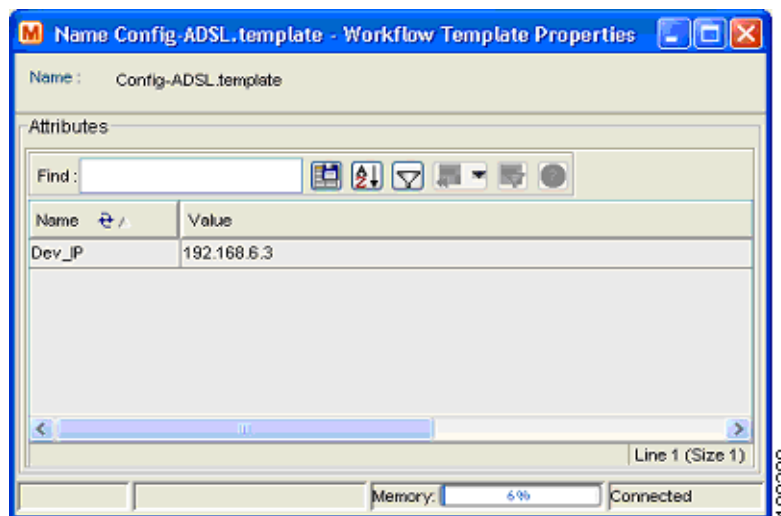 M Name Config-ADSL.template - Workflow Template Properties
Name : Config-ADSL.template
Attributes
Find :
Name Value
Dev_IP 192.168.6.3
Line 1 (Size 1)
Memory: 6% Connected